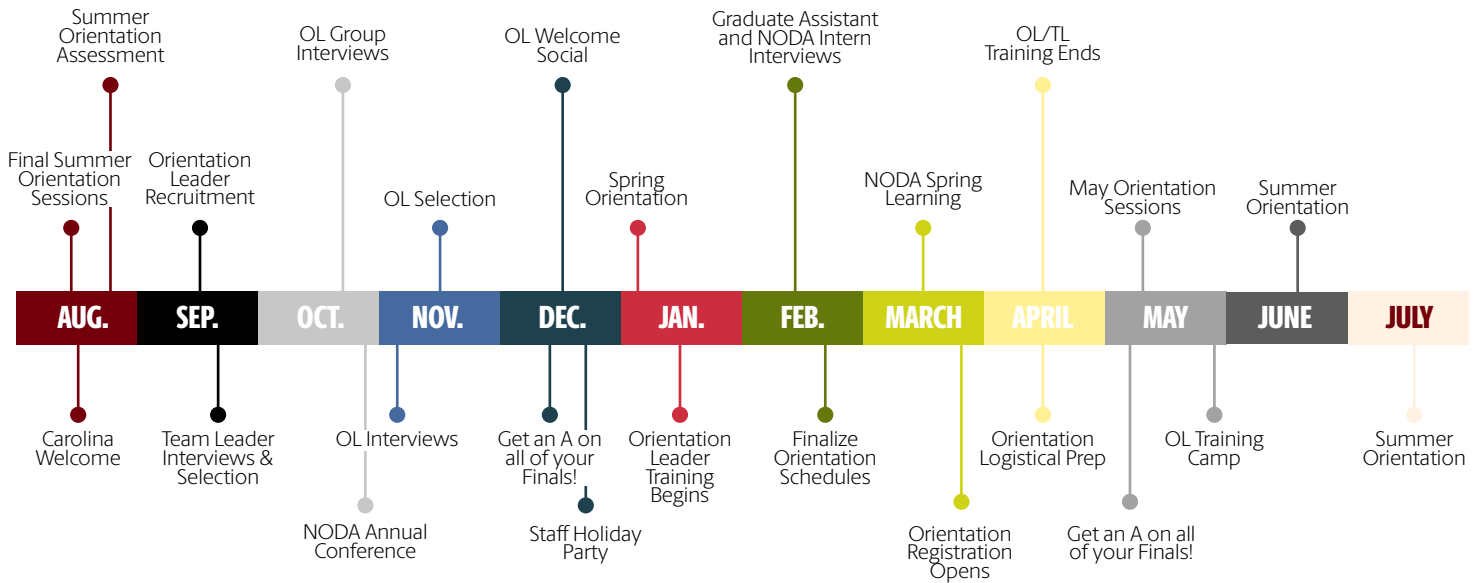 Summer
Orientation
Assessment
OL Group
Interviews
OL Welcome
Social
Graduate Assistant
and NODA Intern
Interviews
OL/TL
Training Ends
Final Summer
Orientation
Sessions
Orientation
Leader
Recruitment
OL Selection
Spring
Orientation
NODA Spring
Learning
May Orientation
Sessions
Summer
Orientation
AUG.
SEP.
OCT.
NOV.
DEC.
JAN.
FEB.
MARCH
APRIL
MAY
JUNE
JULY
Carolina
Welcome
Team Leader
Interviews &
Selection
OL Interviews
Get an A on
all of your
Finals!
Orientation
Leader
Training
Begins
Finalize
Orientation
Schedules
Orientation
Logistical Prep
OL Training
Camp
Summer
Orientation
NODA Annual
Conference
Staff Holiday
Party
Orientation
Registration
Opens
Get an A on all
of your Finals!